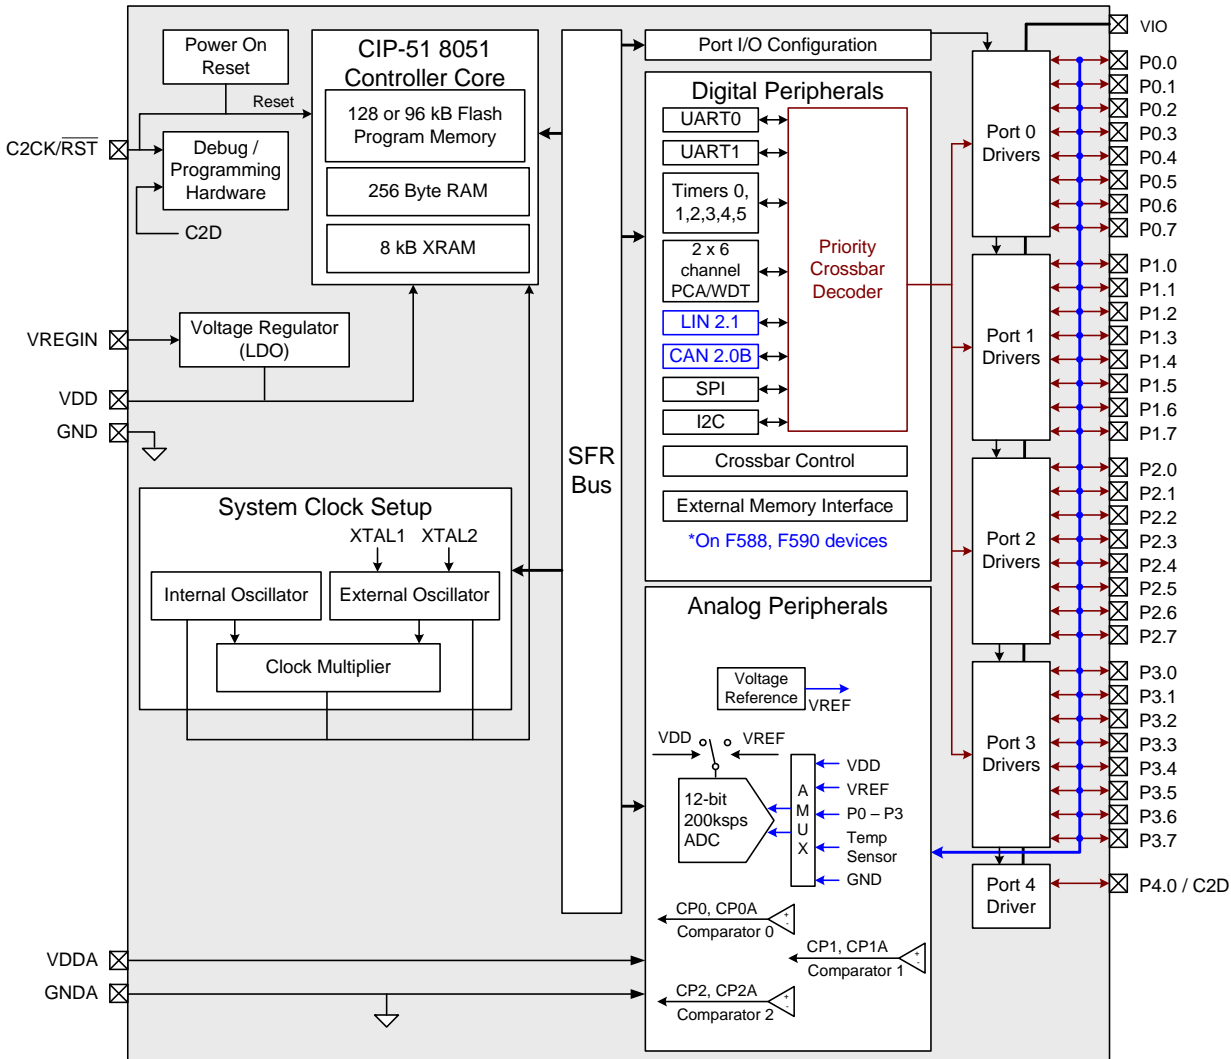 Power On
Reset
Reset
C2CK/RST
Debug /
Programming
Hardware
C2D
CIP-51 8051
Controller Core
128 or 96 kB Flash
Program Memory
256 Byte RAM
8 kB XRAM
VREGIN
Voltage Regulator
(LDO)
VDD
GND
System Clock Setup
XTAL1
XTAL2
Internal Oscillator
External Oscillator
Clock Multiplier
VDDA
GNDA
SFR
Bus
Port I/O Configuration
Digital Peripherals
UART0
UART1
Timers 0,
1,2,3,4,5
2 x 6
channel
PCA/WDT
LIN 2.1
CAN 2.0B
SPI
I2C
Priority
Crossbar
Decoder
Crossbar Control
External Memory Interface
*On F588, F590 devices
Analog Peripherals
Voltage
Reference
VREF
VDD
VREF
12-bit
200ksps
ADC
A
M
U
X
VDD
VREF
P0 – P3
Temp
Sensor
GND
CP0, CP0A
Comparator 0
+
-
CP1, CP1A
Comparator 1
+
-
CP2, CP2A
Comparator 2
+
-
Port 0
Drivers
Port 1
Drivers
Port 2
Drivers
Port 3
Drivers
Port 4
Driver
VIO
P0.0
P0.1
P0.2
P0.3
P0.4
P0.5
P0.6
P0.7
P1.0
P1.1
P1.2
P1.3
P1.4
P1.5
P1.6
P1.7
P2.0
P2.1
P2.2
P2.3
P2.4
P2.5
P2.6
P2.7
P3.0
P3.1
P3.2
P3.3
P3.4
P3.5
P3.6
P3.7
P4.0 / C2D